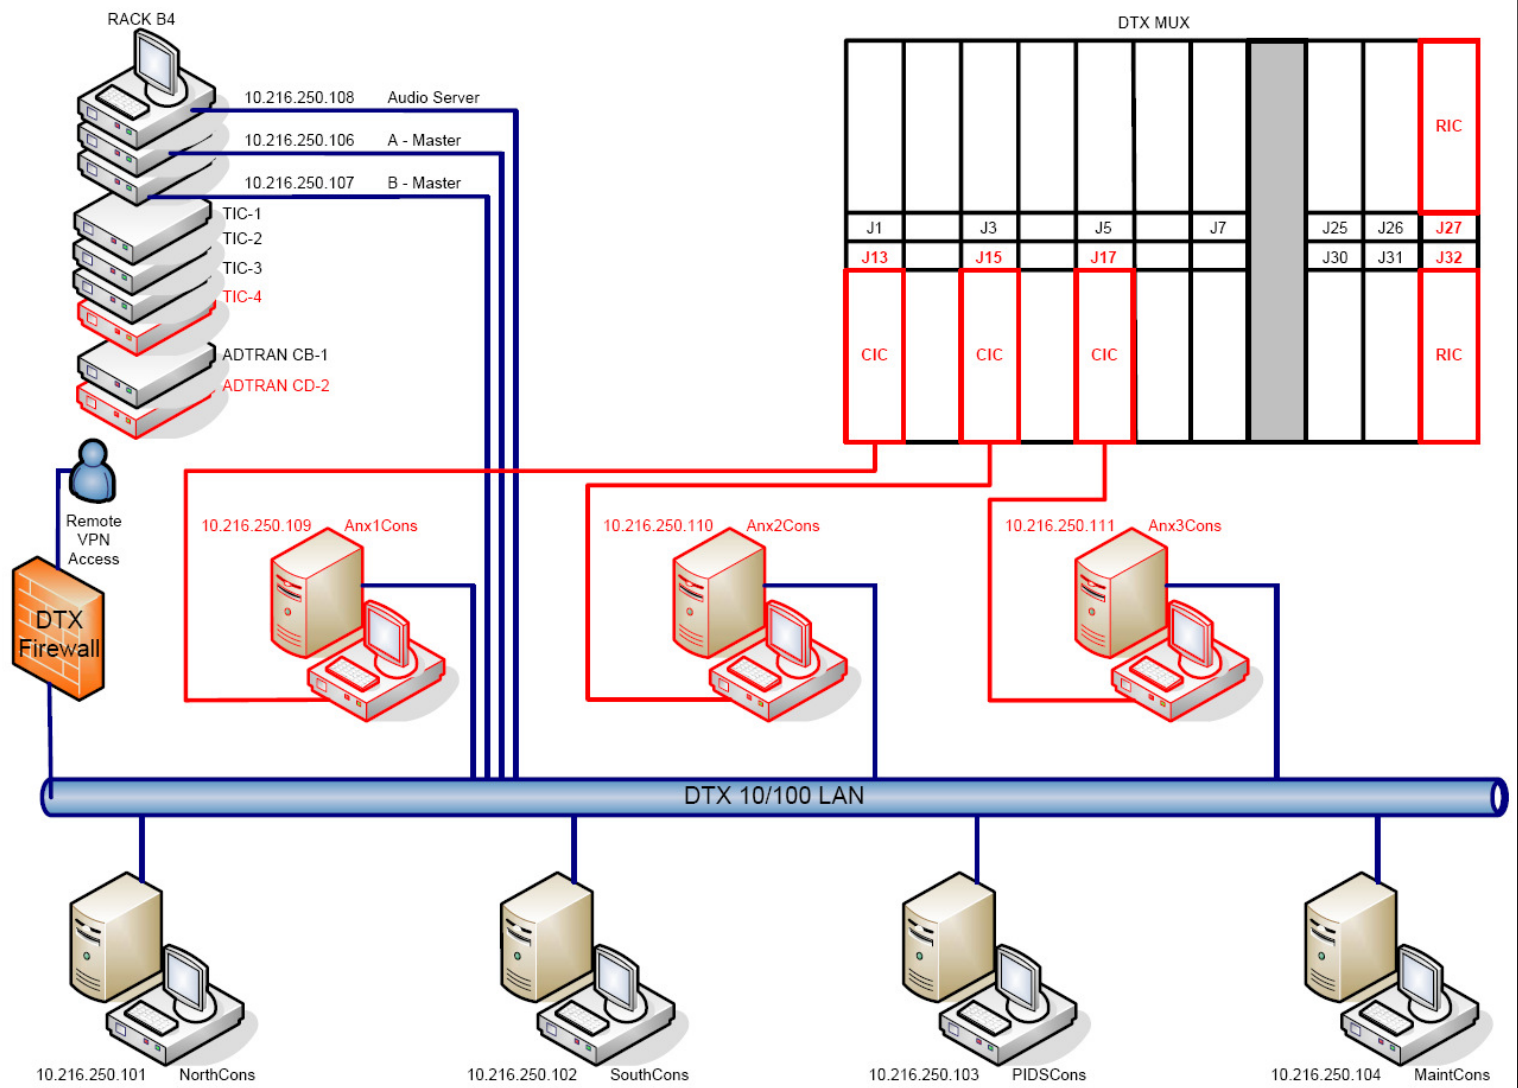 RACK B4
DTX MUX
10.216.250.108 Audio Server
10.216.250.106 A - Master
10.216.250.107 B - Master
TIC-1
TIC-2
TIC-3
TIC-4
ADTRAN CB-1
ADTRAN CD-2
RIC
J1 J3 J5 J7 J25 J26 J27
J13 J15 J17 J30 J31 J32
CIC CIC CIC RIC
Remote
VPN
Access
DTX
Firewall
10.216.250.109 Anx1Cons
10.216.250.110 Anx2Cons
10.216.250.111 Anx3Cons
DTX 10/100 LAN
10.216.250.101 NorthCons
10.216.250.102 SouthCons
10.216.250.103 PIDSCons
10.216.250.104 MaintCons